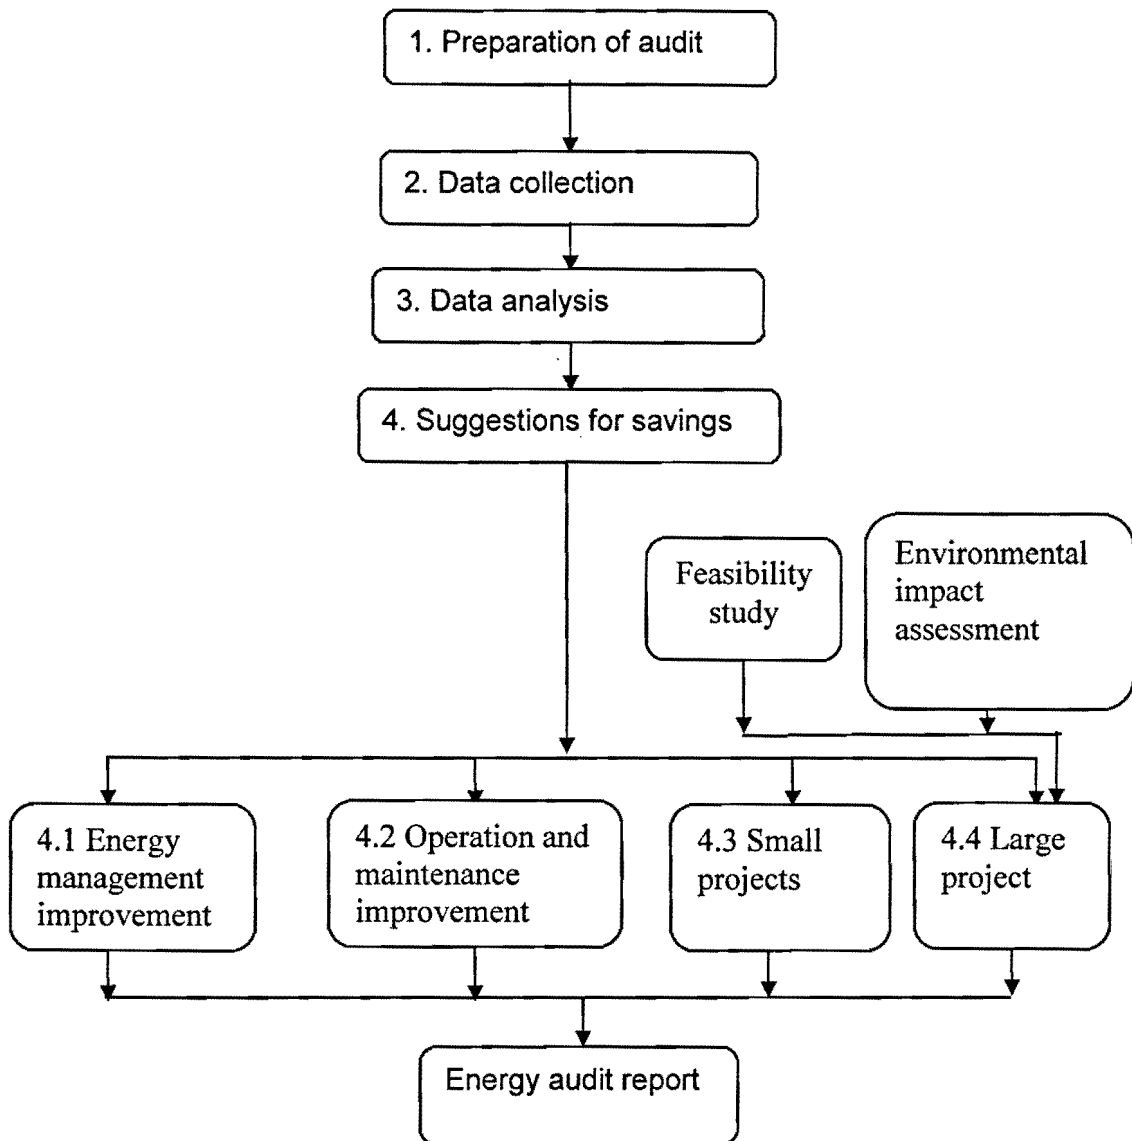 1. Preparation of audit
2. Data collection
3. Data analysis
4. Suggestions for savings
Feasibility
study
Environmental
impact
assessment
4.1 Energy
management
improvement
4.2 Operation and
maintenance
improvement
4.3 Small
projects
4.4 Large
project
Energy audit report